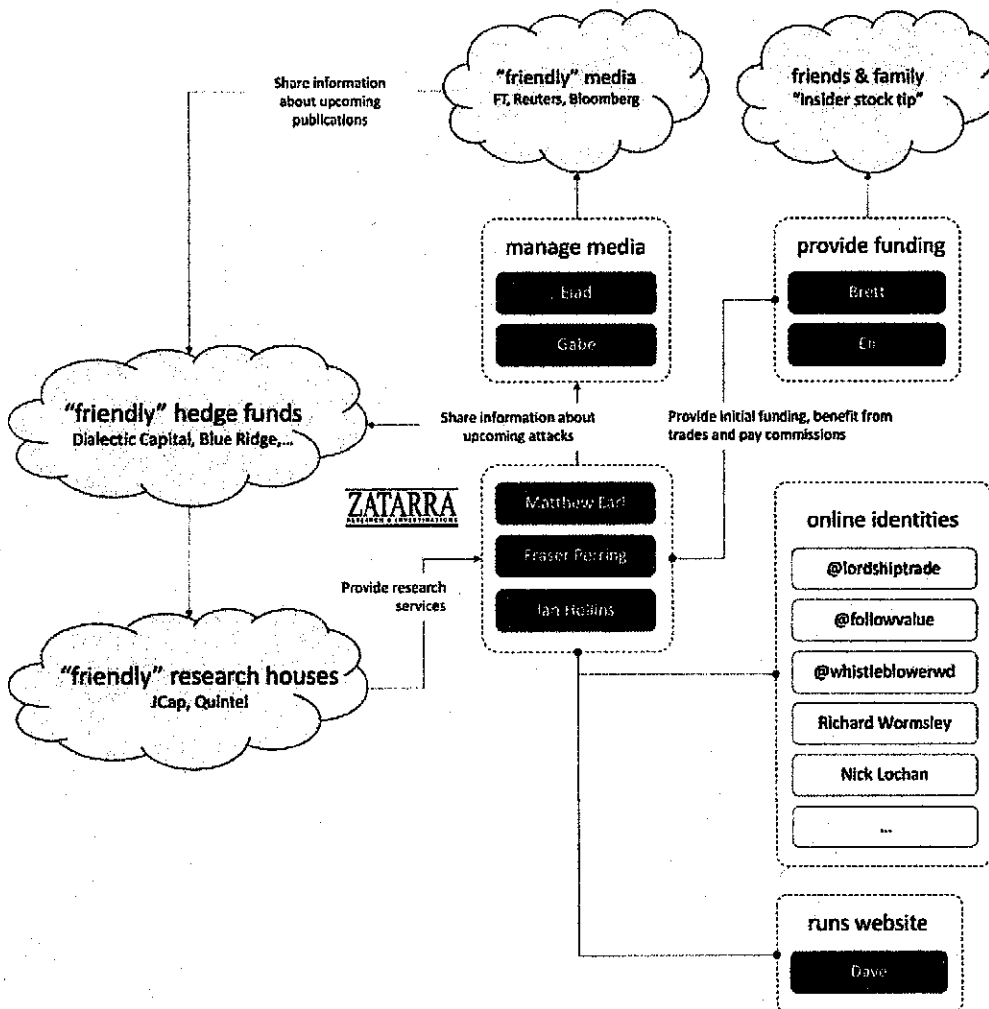 Share information
about upcoming
publications
"friendly" media
FT, Reuters, Bloomberg
friends & family
"insider stock tip"
manage media
Gabe
provide funding
Brett
"friendly" hedge funds
Dialectic Capital, Blue Ridge,...
Share information about
upcoming attacks
Provide initial funding, benefit from
trades and pay commissions
ZATARRA
RESEARCH & INVESTIGATIONS
Matthew Earl
Fraser Perring
Ian Hollins
Provide research
services
"friendly" research houses
JCap, Quintel
online identities
@lordshiptrade
@followvalue
@whistleblowerwd
Richard Wormsley
Nick Lochan
...
runs website
Dave